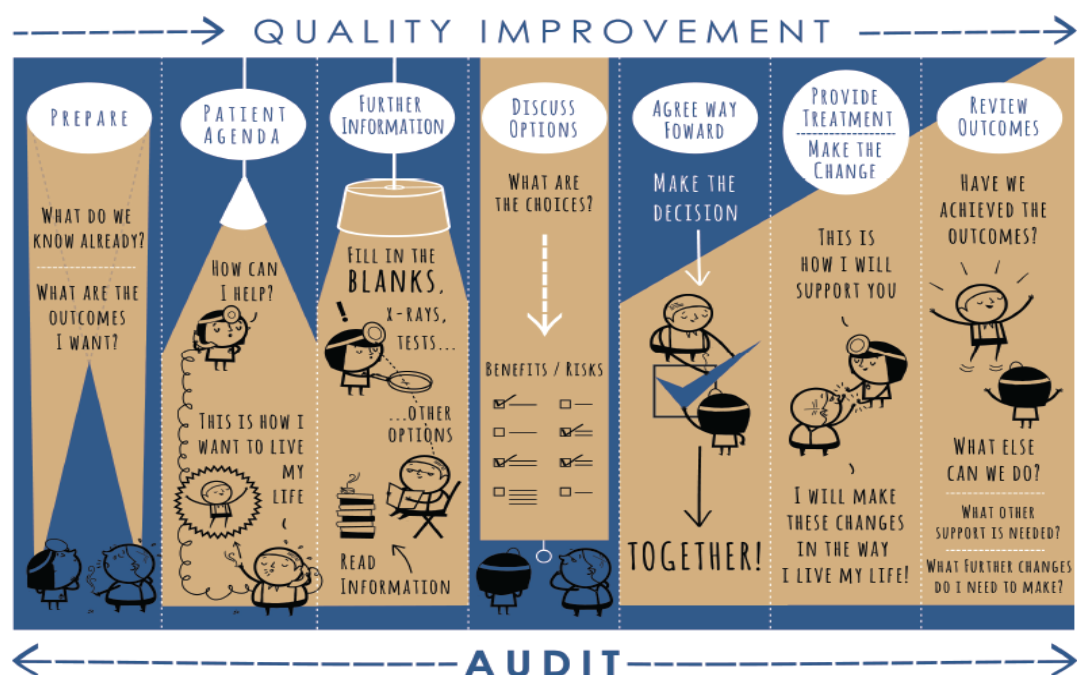 QUALITY IMPROVEMENT
PREPARE
WHAT DO WE
KNOW ALREADY?
WHAT ARE THE
OUTCOMES
I WANT?
PATIENT
AGENDA
HOW CAN
I HELP?
THIS IS HOW I
WANT TO LIVE
MY
LIFE
FURTHER
INFORMATION
FILL IN THE
BLANKS,
X-RAYS,
TESTS...
...OTHER
OPTIONS
READ
INFORMATION
DISCUSS
OPTIONS
WHAT ARE
THE CHOICES?
BENEFITS / RISKS
AGREE WAY
FOWARD
MAKE THE
DECISION
TOGETHER!
PROVIDE
TREATMENT
MAKE THE
CHANGE
THIS IS
HOW I WILL
SUPPORT YOU
I WILL MAKE
THESE CHANGES
IN THE WAY
I LIVE MY LIFE!
REVIEW
OUTCOMES
HAVE WE
ACHIEVED THE
OUTCOMES?
WHAT ELSE
CAN WE DO?
WHAT OTHER
SUPPORT IS NEEDED?
WHAT FURTHER CHANGES
DO I NEED TO MAKE?
AUDIT